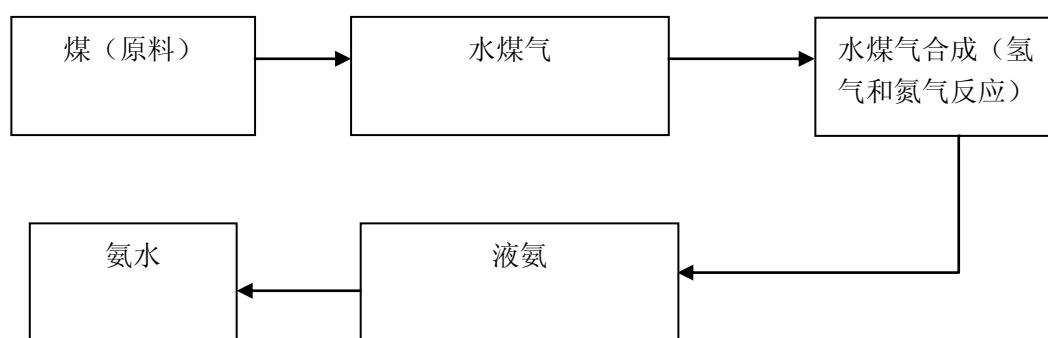 煤（原料）
水煤气
水煤气合成（氢
气和氮气反应）
液氨
氨水